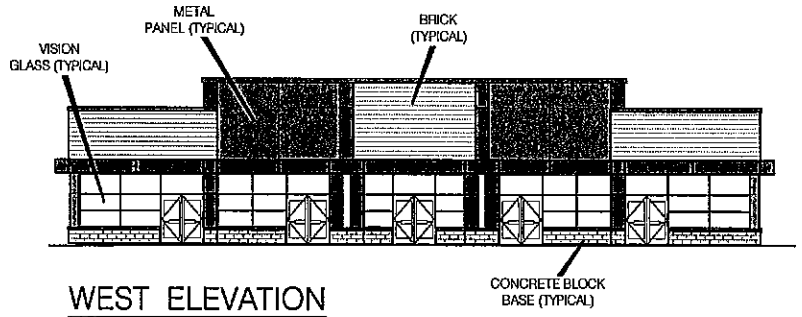 METAL
PANEL (TYPICAL)
BRICK
(TYPICAL)
VISION
GLASS (TYPICAL)
WEST ELEVATION
CONCRETE BLOCK
BASE (TYPICAL)